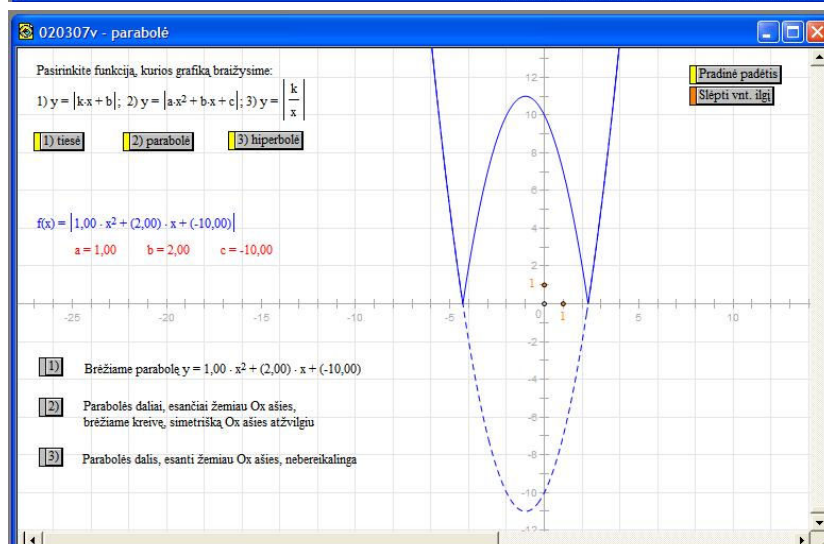 020307v - parabolė
Pasirinkite funkciją, kurios grafiką braižysime:
1) y = |k·x + b|; 2) y = |a·x² + b·x + c|; 3) y = |k/x|
1) tiesė 2) parabolė 3) hiperbolė
Pradinė padėtis
Slėpti vnt. ilgį
f(x) = |1,00 · x² + (2,00) · x + (-10,00)|
a = 1,00 b = 2,00 c = -10,00
12
10
8
6
4
2
1
-25 -20 -15 -10 -5 0 1 5 10
-2
-4
-6
-8
-10
-12
1) Brėžiame parabolę y = 1,00 · x² + (2,00) · x + (-10,00)
2) Parabolės daliai, esančiai žemiau Ox ašies,
brėžiame kreivę, simetrišką Ox ašies atžvilgiu
3) Parabolės dalis, esanti žemiau Ox ašies, nebereikalinga